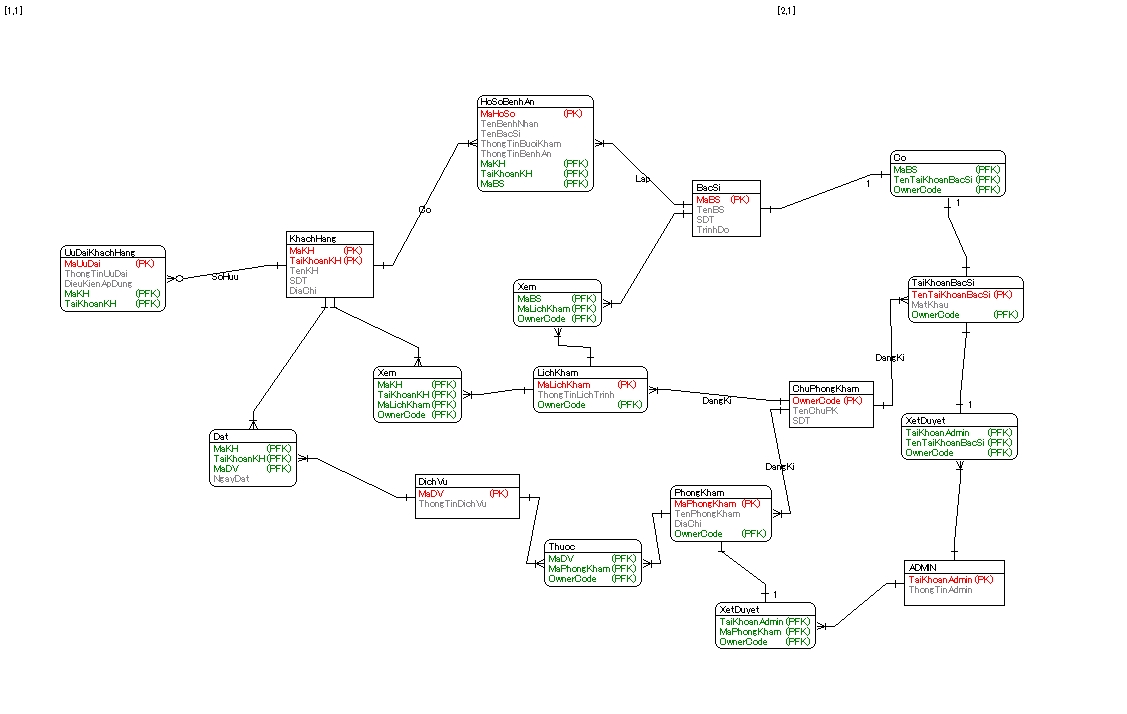 [1,1]
[2,1]
HoSoBenhAn
MaHoSo (PK)
TenBenhNhan
TenBacSi
ThongTinBuoiKham
ThongTinBenhAn
MaKH (PFK)
TaiKhoanKH (PFK)
MaBS (PFK)
Co
MaBS (PFK)
TenTaiKhoanBacSi (PFK)
OwnerCode (PFK)
1
1
Lap
BacSi
MaBS (PK)
TenBS
SDT
TrinhDo
Co
KhachHang
MaKH (PK)
TaiKhoanKH (PK)
TenKH
SDT
DiaChi
UuDaiKhachHang
MaUuDai (PK)
ThongTinUuDai
DieuKienApDung
MaKH (PFK)
TaiKhoanKH (PFK)
SoHuu
Xem
MaBS (PFK)
MaLichKham (PFK)
OwnerCode (PFK)
TaiKhoanBacSi
TenTaiKhoanBacSi (PK)
MatKhau
OwnerCode (PFK)
DangKi
Xem
MaKH (PFK)
TaiKhoanKH (PFK)
MaLichKham (PFK)
OwnerCode (PFK)
LichKham
MaLichKham (PK)
ThongTinLichTrinh
OwnerCode (PFK)
DangKi
ChuPhongKham
OwnerCode (PK)
TenChuPK
SDT
1
XetDuyet
TaiKhoanAdmin (PFK)
TenTaiKhoanBacSi (PFK)
OwnerCode (PFK)
Dat
MaKH (PFK)
TaiKhoanKH (PFK)
MaDV (PFK)
NgayDat
DangKi
DichVu
MaDV (PK)
ThongTinDichVu
PhongKham
MaPhongKham (PK)
TenPhongKham
DiaChi
OwnerCode (PFK)
Thuoc
MaDV (PFK)
MaPhongKham (PFK)
OwnerCode (PFK)
ADMIN
TaiKhoanAdmin (PK)
ThongTinAdmin
1
XetDuyet
TaiKhoanAdmin (PFK)
MaPhongKham (PFK)
OwnerCode (PFK)